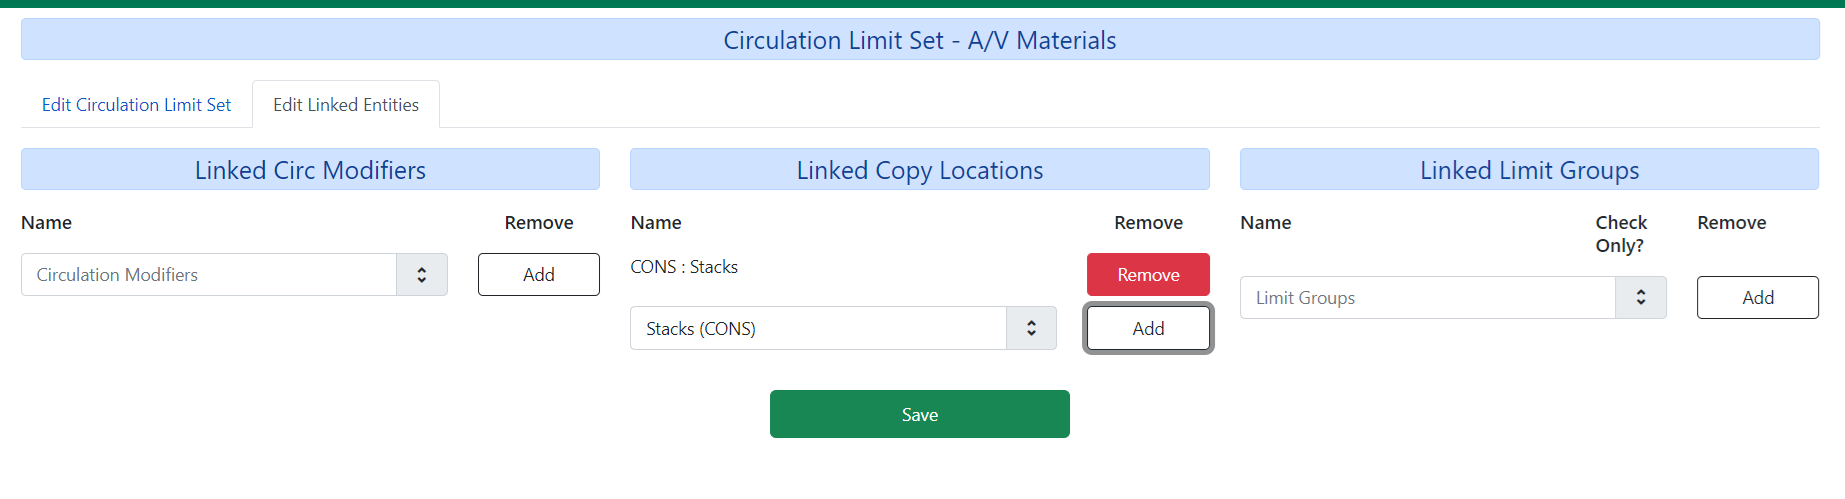 Circulation Limit Set - A/V Materials
Edit Circulation Limit Set
Edit Linked Entities
Linked Circ Modifiers
Name
Remove
Circulation Modifiers
Add
Linked Copy Locations
Name
Remove
CONS : Stacks
Remove
Stacks (CONS)
Add
Linked Limit Groups
Name
Check
Only?
Remove
Limit Groups
Add
Save